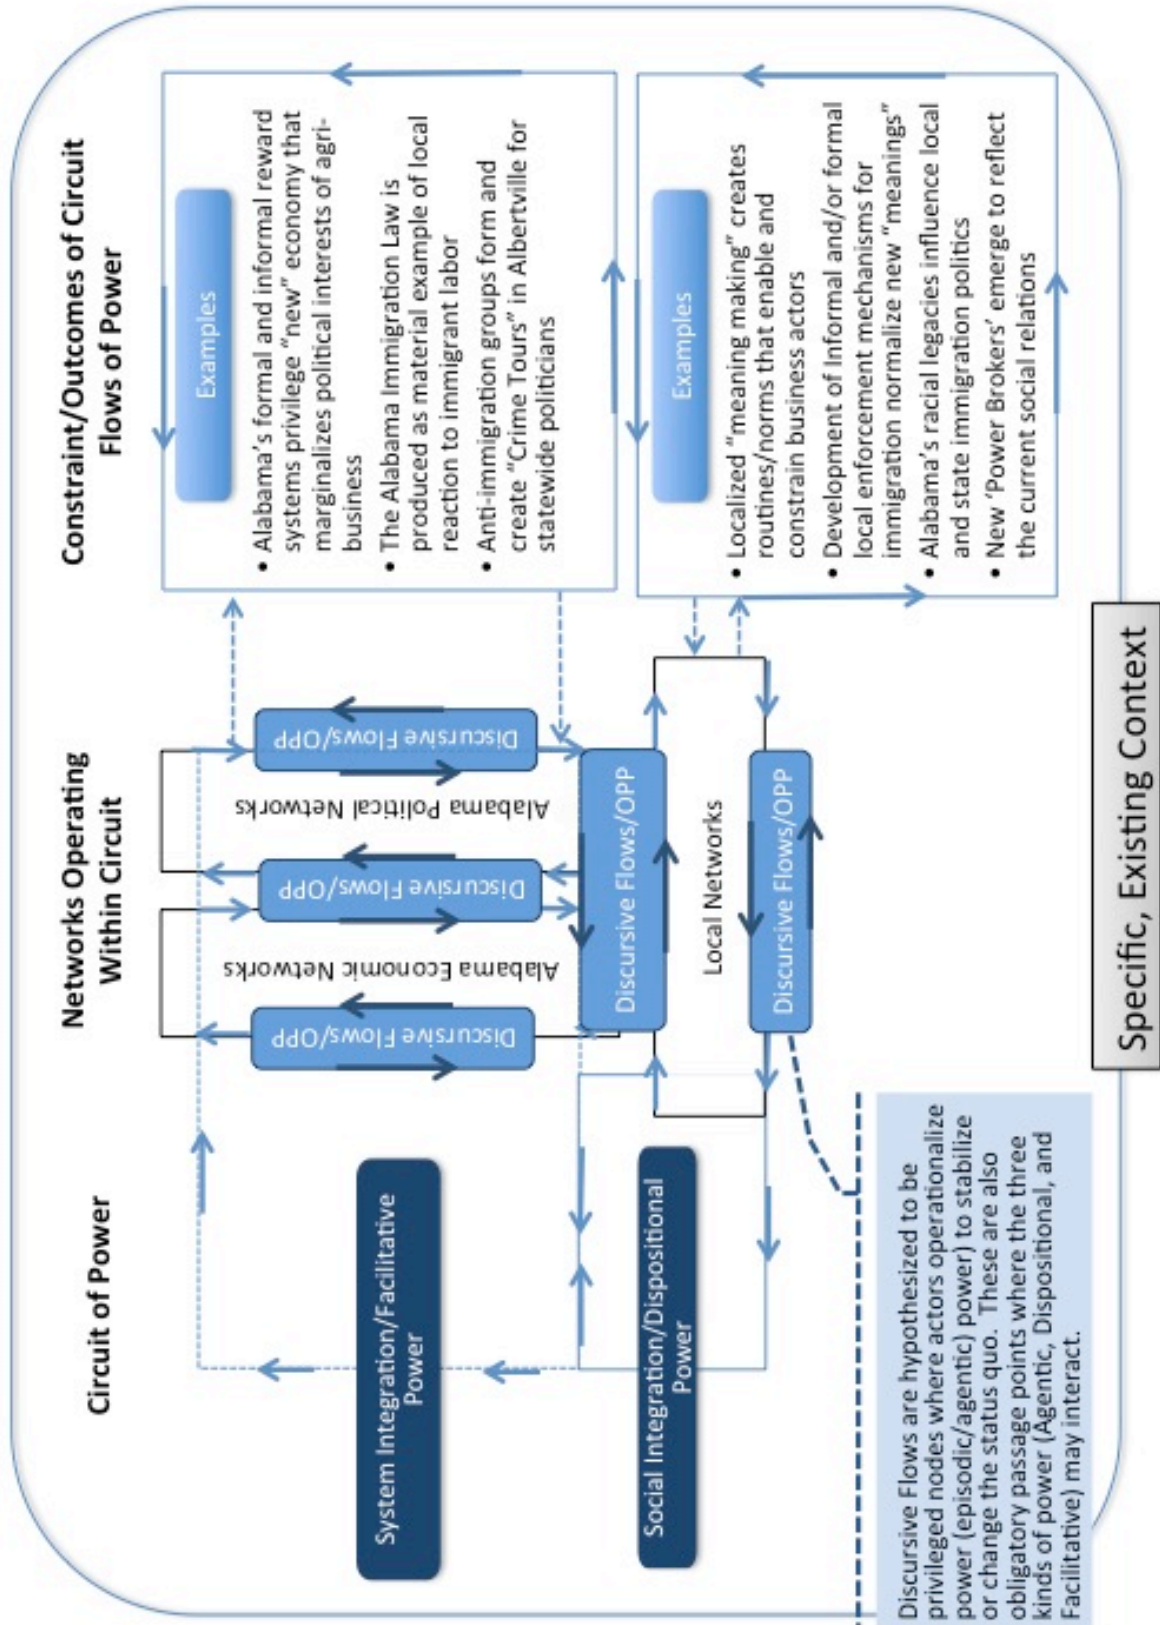 Circuit of Power
Networks Operating
Within Circuit
Constraint/Outcomes of Circuit
Flows of Power
System Integration/Facilitative
Power
Social Integration/Dispositional
Power
Discursive Flows/OPP
Alabama Economic Networks
Discursive Flows/OPP
Alabama Political Networks
Discursive Flows/OPP
Discursive Flows/OPP
Local Networks
Discursive Flows/OPP
Examples
• Alabama's formal and informal reward
systems privilege "new" economy that
marginalizes political interests of agri-
business
• The Alabama Immigration Law is
produced as material example of local
reaction to immigrant labor
• Anti-immigration groups form and
create "Crime Tours" in Albertville for
statewide politicians
Examples
• Localized "meaning making" creates
routines/norms that enable and
constrain business actors
• Development of Informal and/or formal
local enforcement mechanisms for
immigration normalize new "meanings"
• Alabama's racial legacies influence local
and state immigration politics
• New 'Power Brokers' emerge to reflect
the current social relations
Discursive Flows are hypothesized to be
privileged nodes where actors operationalize
power (episodic/agentic) power) to stabilize
or change the status quo. These are also
obligatory passage points where the three
kinds of power (Agentic, Dispositional, and
Facilitative) may interact.
Specific, Existing Context